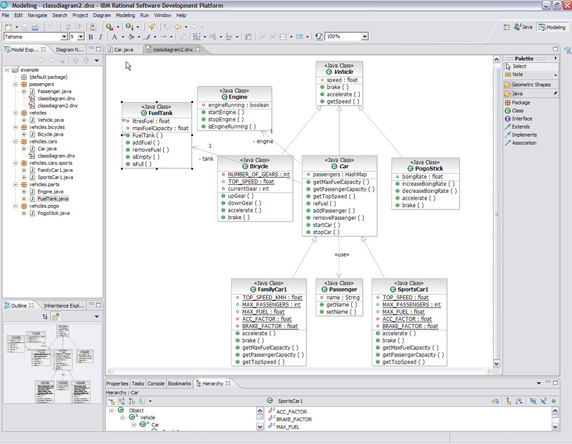 Modeling - classdiagram2.dnx - IBM Rational Software Development Platform
File Edit Navigate Search Project Diagram Modeling Run Window Help
Tahoma 9 B I A 100% Java Modeling
Model Expl... Diagram N...
example
(default package)
passengers
Passenger.java
classdiagram.dnx
classdiagram2.dnx
vehicles
Vehicle.java
vehicles.bicycles
Bicycle.java
vehicles.cars
Car.java
classdiagram.dnx
vehicles.cars.sports
FamilyCar1.java
SportsCar1.java
vehicles.parts
Engine.java
FuelTank.java
vehicles.pogo
PogoStick.java
Outline Inheritance Expl...
Car.java classdiagram2.dnx
«Java Class»
FuelTank
litresFuel : float
maxFuelCapacity : float
FuelTank ( )
addFuel ( )
removeFuel ( )
isEmpty ( )
isFull ( )
«Java Class»
Engine
engineRunning : boolean
startEngine ( )
stopEngine ( )
isEngineRunning ( )
1
- engine
1
- tank
«Java Class»
Vehicle
speed : float
brake ( )
accelerate ( )
getSpeed ( )
«Java Class»
Bicycle
NUMBER_OF_GEARS : int
TOP_SPEED : float
currentGear : int
upGear ( )
downGear ( )
accelerate ( )
brake ( )
«Java Class»
Car
passengers : HashMap
getMaxFuelCapacity ( )
getPassengerCapacity ( )
getTopSpeed ( )
reFuel ( )
addPassenger ( )
removePassenger ( )
startCar ( )
stopCar ( )
«Java Class»
PogoStick
boingRate : float
increaseBoingRate ( )
decreaseBoingRate ( )
accelerate ( )
brake ( )
«use»
«Java Class»
FamilyCar1
TOP_SPEED_KMH : float
MAX_PASSENGERS : int
MAX_FUEL : float
ACC_FACTOR : float
BRAKE_FACTOR : float
accelerate ( )
brake ( )
getMaxFuelCapacity ( )
getPassengerCapacity ( )
getTopSpeed ( )
«Java Class»
Passenger
name : String
getName ( )
setName ( )
«Java Class»
SportsCar1
TOP_SPEED : float
MAX_PASSENGERS : int
MAX_FUEL : float
ACC_FACTOR : float
BRAKE_FACTOR : float
accelerate ( )
brake ( )
getMaxFuelCapacity ( )
getPassengerCapacity ( )
getTopSpeed ( )
Palette
Select
Note
Geometric Shapes
Java
Package
Class
Interface
Extends
Implements
Association
Properties Tasks Console Bookmarks Hierarchy
Hierarchy: Car
Object
Vehicle
Car
SportsCar1
ACC_FACTOR
BRAKE_FACTOR
MAX_FUEL